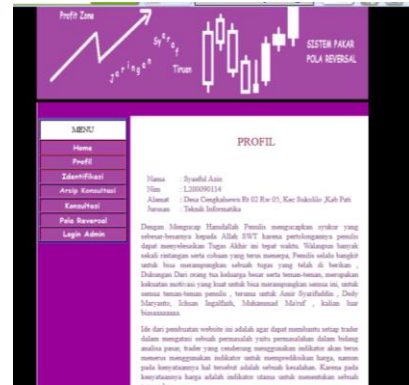 Profit Zone
Jaringan Syaraf Tiruan
SISTEM PAKAR
POLA REVERSAL
MENU
Home
Profil
Identifikasi
Arsip Konsultasi
Konsultasi
Pola Reversal
Login Admin
PROFIL
Nama : Syaeful Aziz
Nim : L200090114
Alamat : Desa Cengkalsewu Rt 02 Rw 05, Kec Sukolilo ,Kab Pati
Jurusan : Teknik Informatika
Dengan Mengucap Hamdallah Penulis mengucapkan syukur yang
sebesar-besarnya kepada Allah SWT karena pertolongannya penulis
dapat menyelesaikan Tugas Akhir ini tepat waktu. Walaupun banyak
sekali rintangan serta cobaan yang terus menerpa, Penulis selalu bangkit
untuk bisa merampungkan sebuah tugas yang telah di berikan ,
Dukungan Dari orang tua keluarga besar serta teman-teman, merupakan
kekuatan motivasi yang kuat untuk bisa merampungkan semua ini, untuk
semua teman-teman penulis , terutama untuk Amir Syarifuddin , Dedy
Maryanto, Ichsan , Mohammad Ma'ruf , kalian luar
Ide dari pembuatan website ini adalah agar dapat membantu setiap trader
dalam mengatasi sebuah permasalah yaitu permasalahan dalam bidang
analisa pasar, trader yang cenderung menggunakan indikator akan terus
menerus menggunakan indikator untuk memprediksikan harga, namun
pada kenyataannya hal tersebut adalah sebuah kesalahan. Karena pada
kenyataannya harga adalah indikator utama untuk menentukan sebuah